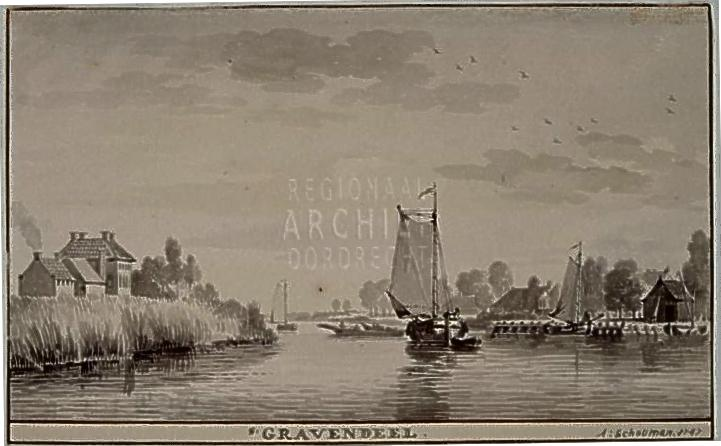 REGIONAAL
ARCHIEF
DORDRECHT
's GRAVENDEEL.
A: Schouman. 1747